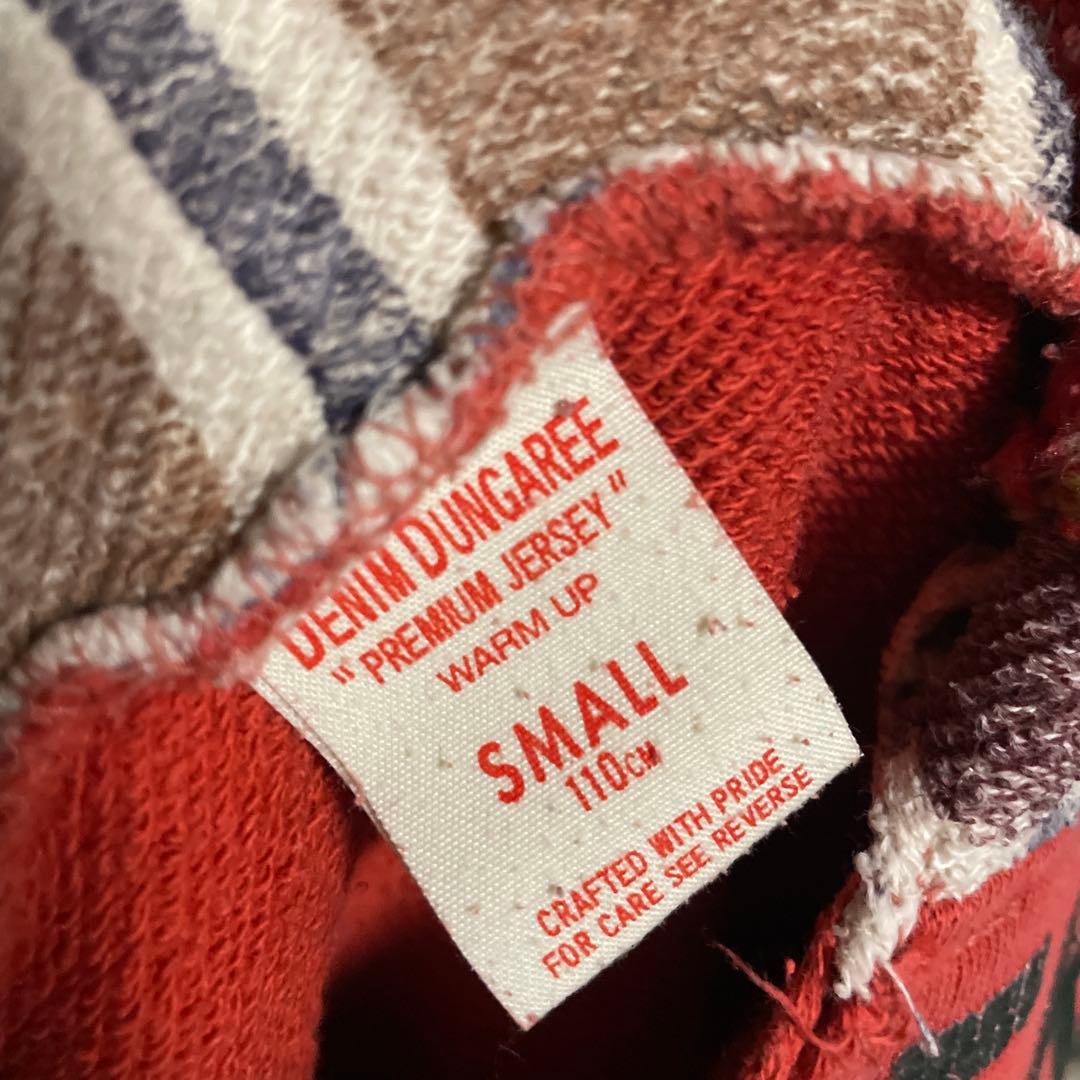 DENIM DUNGAREE
"PREMIUM JERSEY"
WARM UP
SMALL
110CM
CRAFTED WITH PRIDE
FOR CARE SEE REVERSE